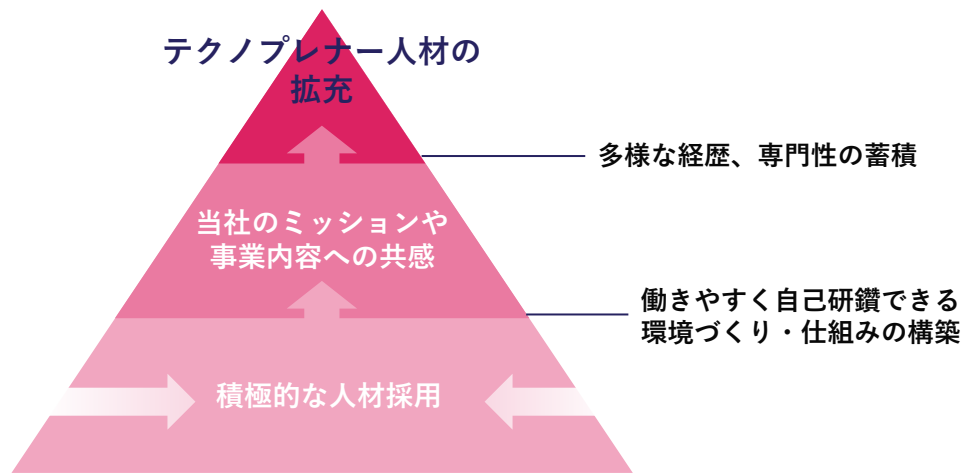 テクノプレナー人材の
拡充
多様な経歴、専門性の蓄積
当社のミッションや
事業内容への共感
働きやすく自己研鑽できる
環境づくり・仕組みの構築
積極的な人材採用